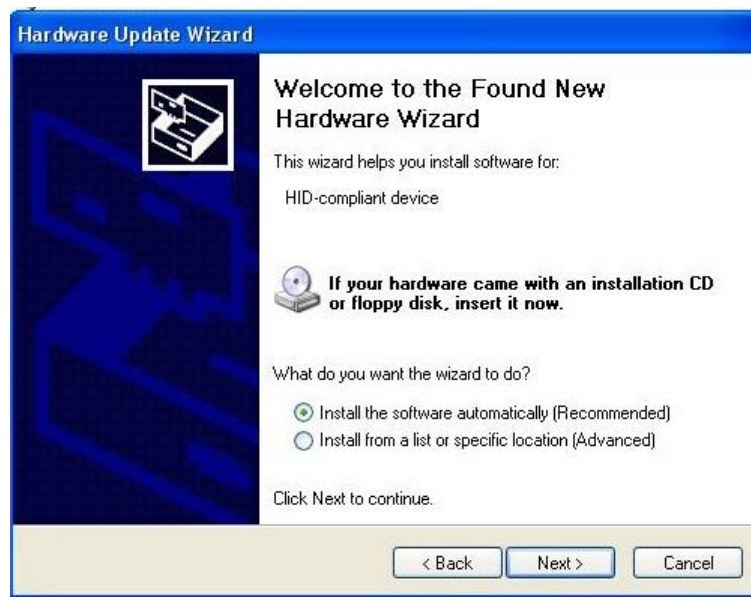 Hardware Update Wizard
Welcome to the Found New
Hardware Wizard
This wizard helps you install software for:
HID-compliant device
If your hardware came with an installation CD
or floppy disk, insert it now.
What do you want the wizard to do?
Install the software automatically (Recommended)
Install from a list or specific location (Advanced)
Click Next to continue.
< Back Next > Cancel